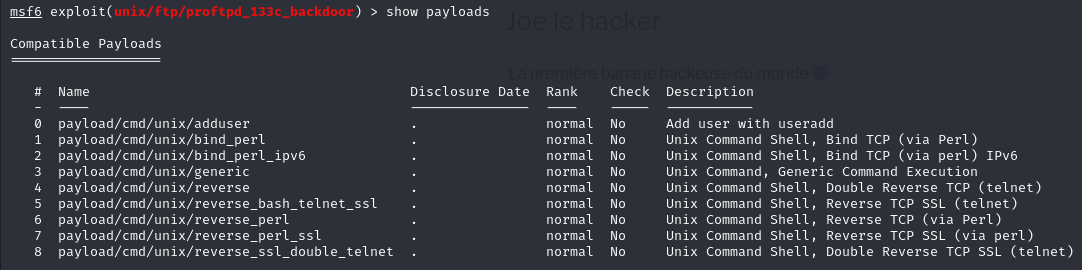 msf6 exploit(unix/ftp/proftpd_133c_backdoor) > show payloads
Joe le hacker
Compatible Payloads
===================
La première banane hackeuse du monde
# Name Disclosure Date Rank Check Description
- ---- --------------- ---- ----- -----------
0 payload/cmd/unix/adduser . normal No Add user with useradd
1 payload/cmd/unix/bind_perl . normal No Unix Command Shell, Bind TCP (via Perl)
2 payload/cmd/unix/bind_perl_ipv6 . normal No Unix Command Shell, Bind TCP (via perl) IPv6
3 payload/cmd/unix/generic . normal No Unix Command, Generic Command Execution
4 payload/cmd/unix/reverse . normal No Unix Command Shell, Double Reverse TCP (telnet)
5 payload/cmd/unix/reverse_bash_telnet_ssl . normal No Unix Command Shell, Reverse TCP SSL (telnet)
6 payload/cmd/unix/reverse_perl . normal No Unix Command Shell, Reverse TCP (via Perl)
7 payload/cmd/unix/reverse_perl_ssl . normal No Unix Command Shell, Reverse TCP SSL (via perl)
8 payload/cmd/unix/reverse_ssl_double_telnet . normal No Unix Command Shell, Double Reverse TCP SSL (telnet)